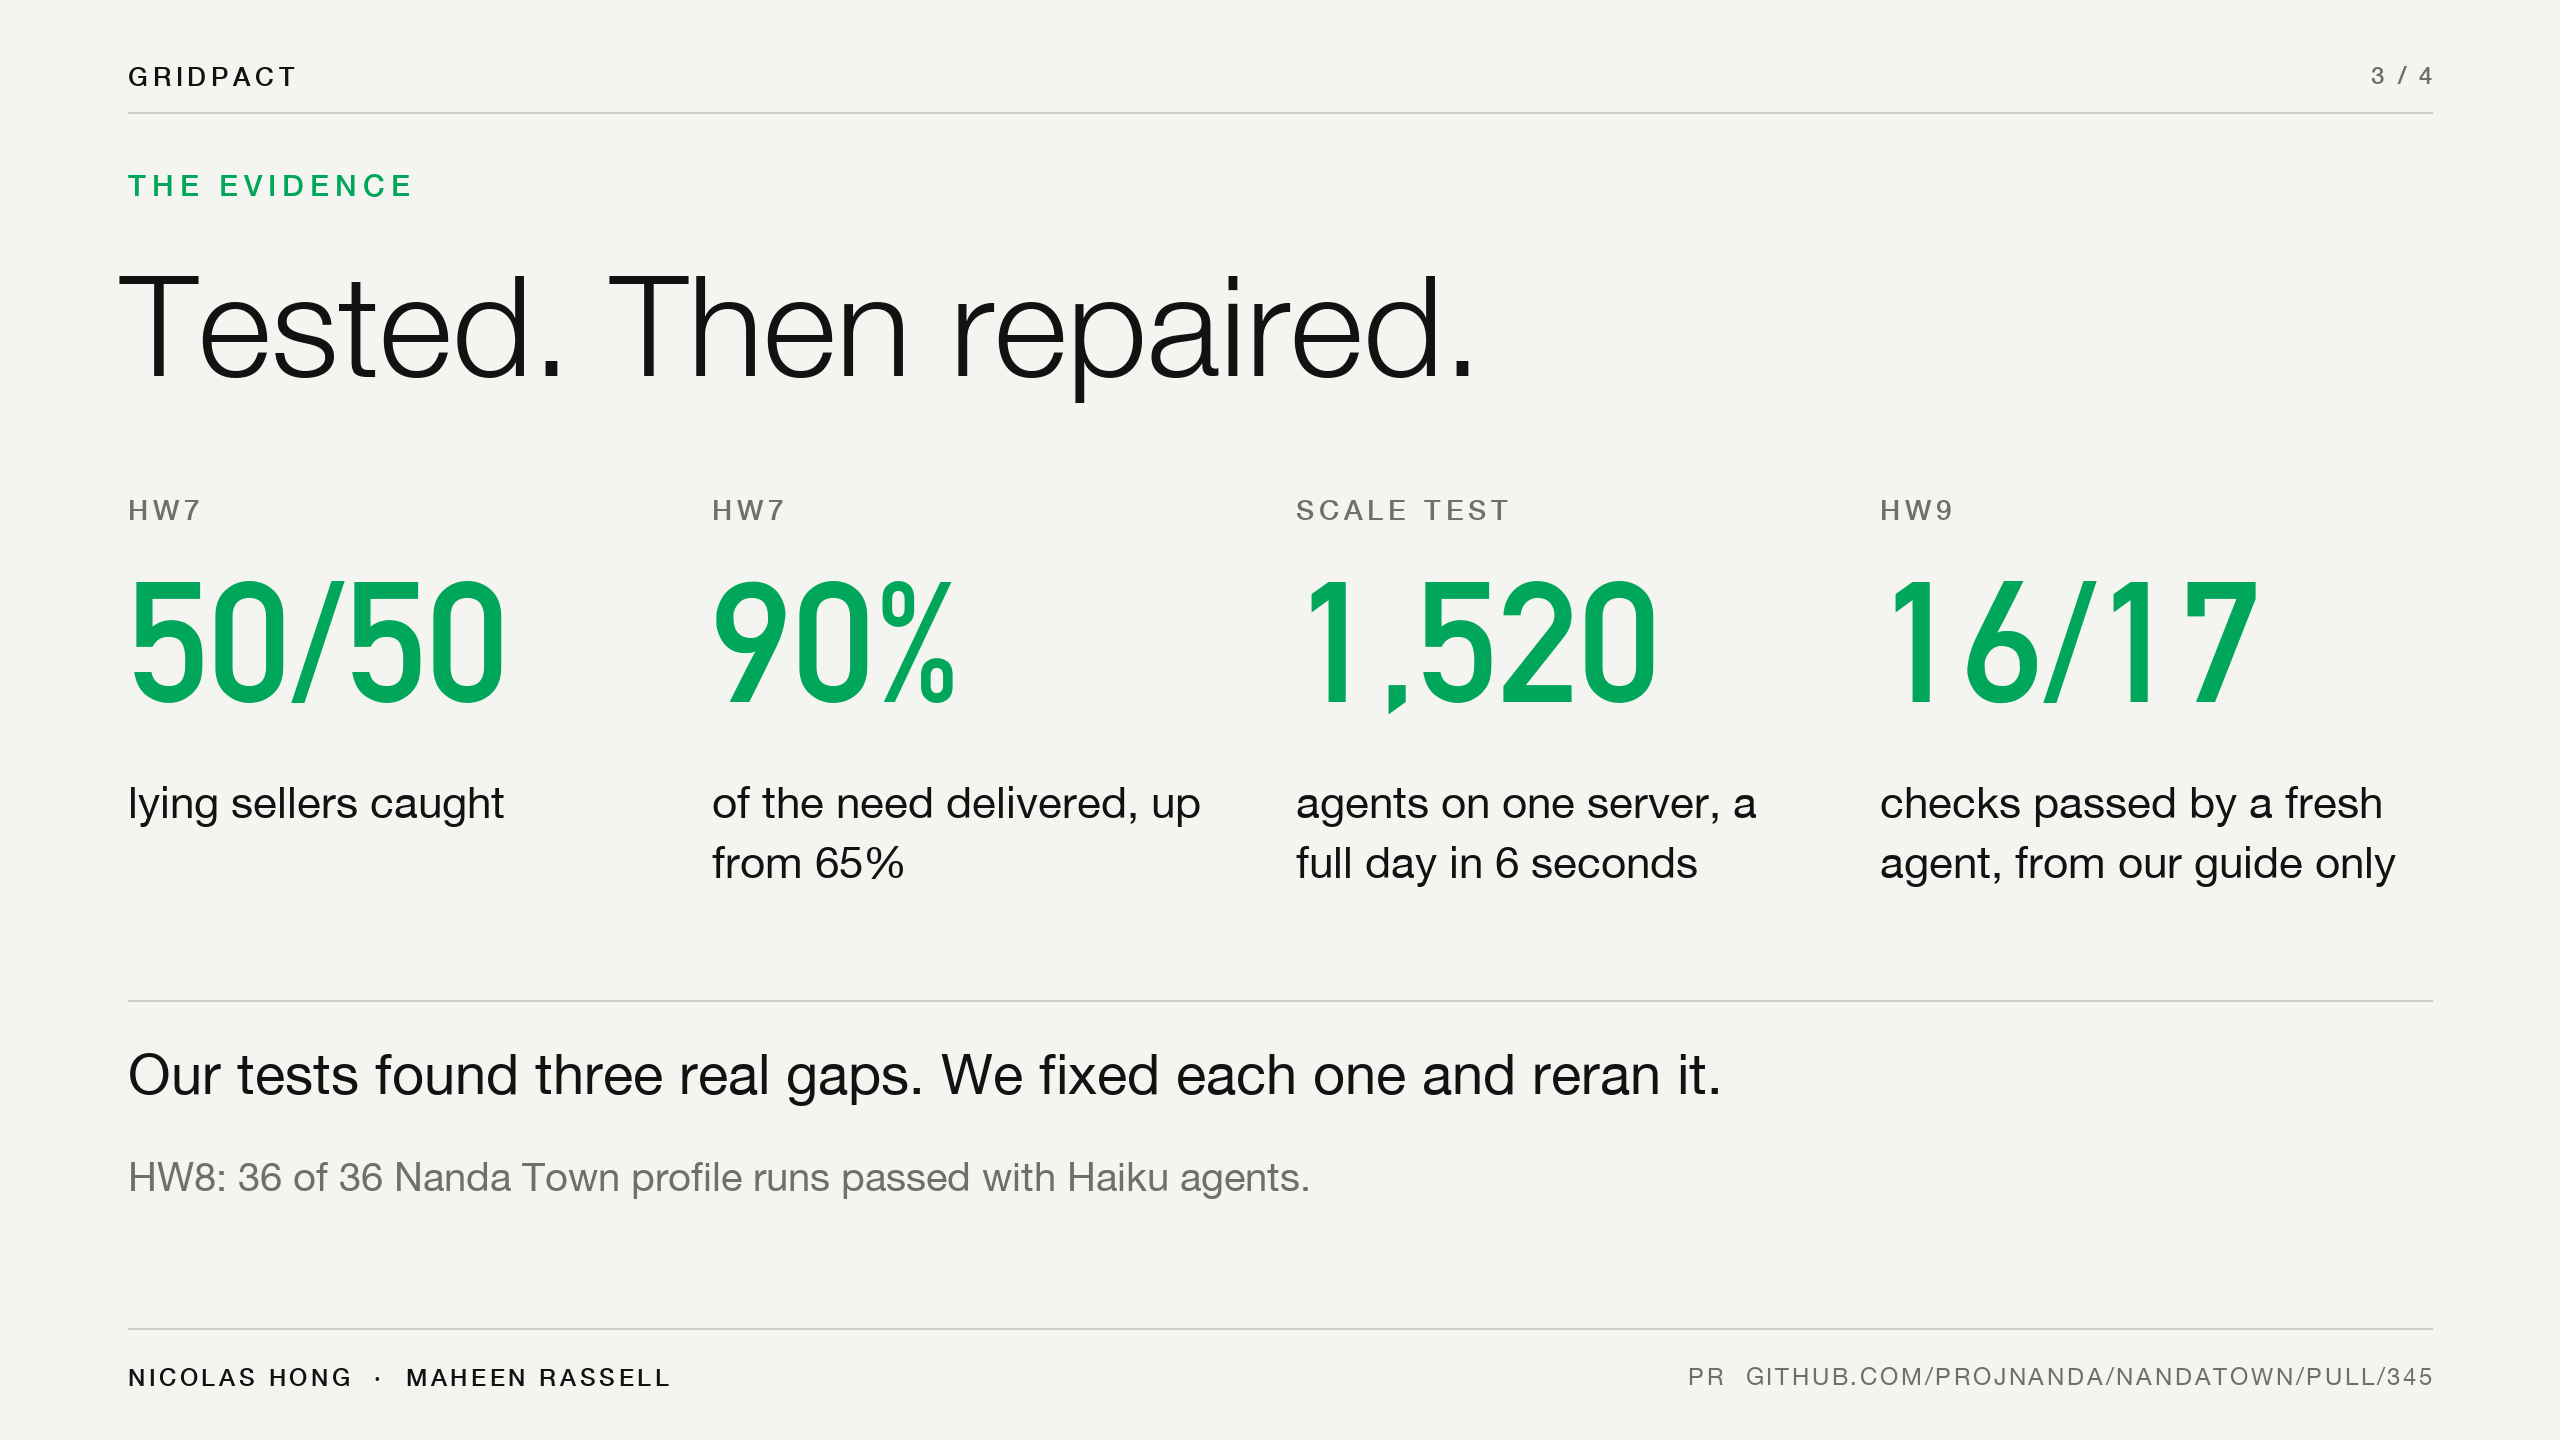 GRIDPACT
3 / 4
THE EVIDENCE
Tested. Then repaired.
HW7
50/50
lying sellers caught
HW7
90%
of the need delivered, up
from 65%
SCALE TEST
1,520
agents on one server, a
full day in 6 seconds
HW9
16/17
checks passed by a fresh
agent, from our guide only
Our tests found three real gaps. We fixed each one and reran it.
HW8: 36 of 36 Nanda Town profile runs passed with Haiku agents.
NICOLAS HONG · MAHEEN RASSELL
PR GITHUB.COM/PROJNANDA/NANDATOWN/PULL/345